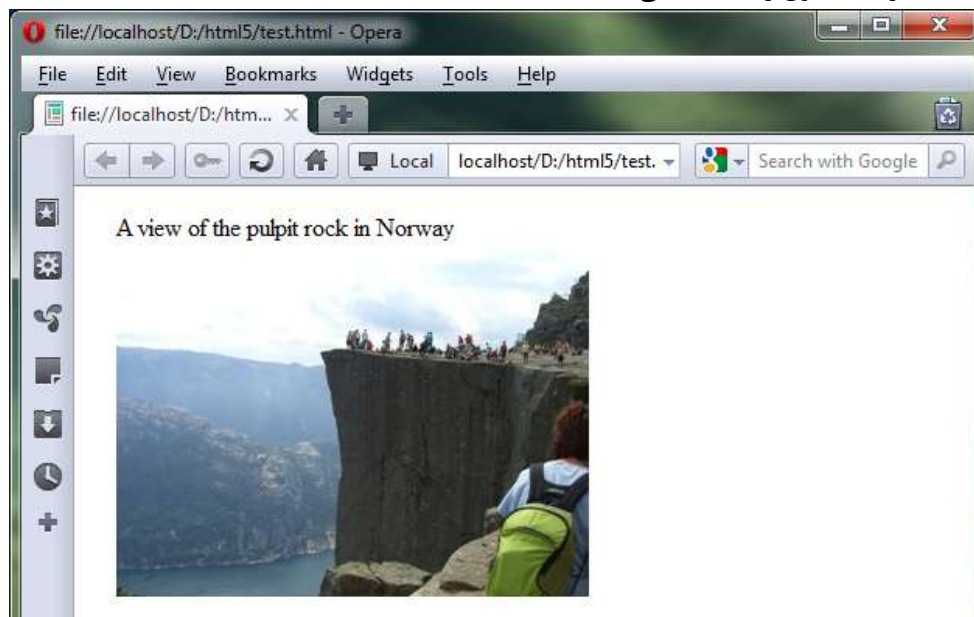 file://localhost/D:/html5/test.html - Opera
File Edit View Bookmarks Widgets Tools Help
file://localhost/D:/htm...
Local localhost/D:/html5/test. Search with Google
A view of the pulpit rock in Norway